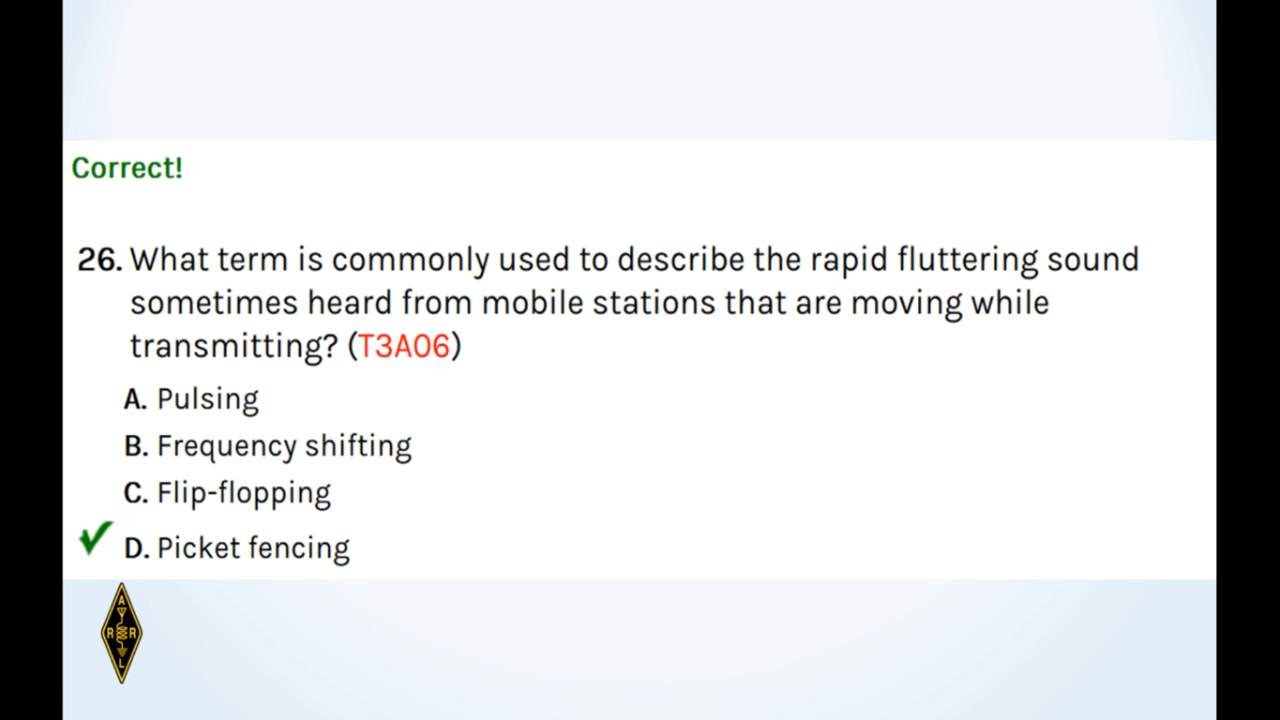 Correct!
26. What term is commonly used to describe the rapid fluttering sound
sometimes heard from mobile stations that are moving while
transmitting? (T3A06)
A. Pulsing
B. Frequency shifting
C. Flip-flopping
D. Picket fencing
A
R R
L